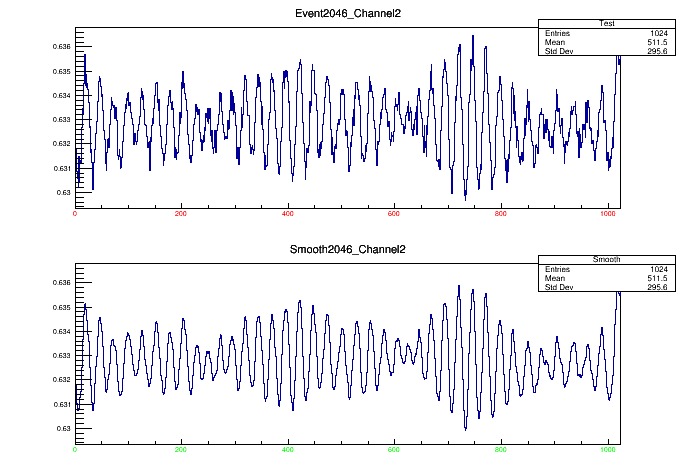 Event2046_Channel2
Test
Entries 1024
Mean 511.5
Std Dev 295.6
0.636
0.635
0.634
0.633
0.632
0.631
0.63
0 200 400 600 800 1000
Smooth2046_Channel2
Smooth
Entries 1024
Mean 511.5
Std Dev 295.6
0.636
0.635
0.634
0.633
0.632
0.631
0.63
0 200 400 600 800 1000